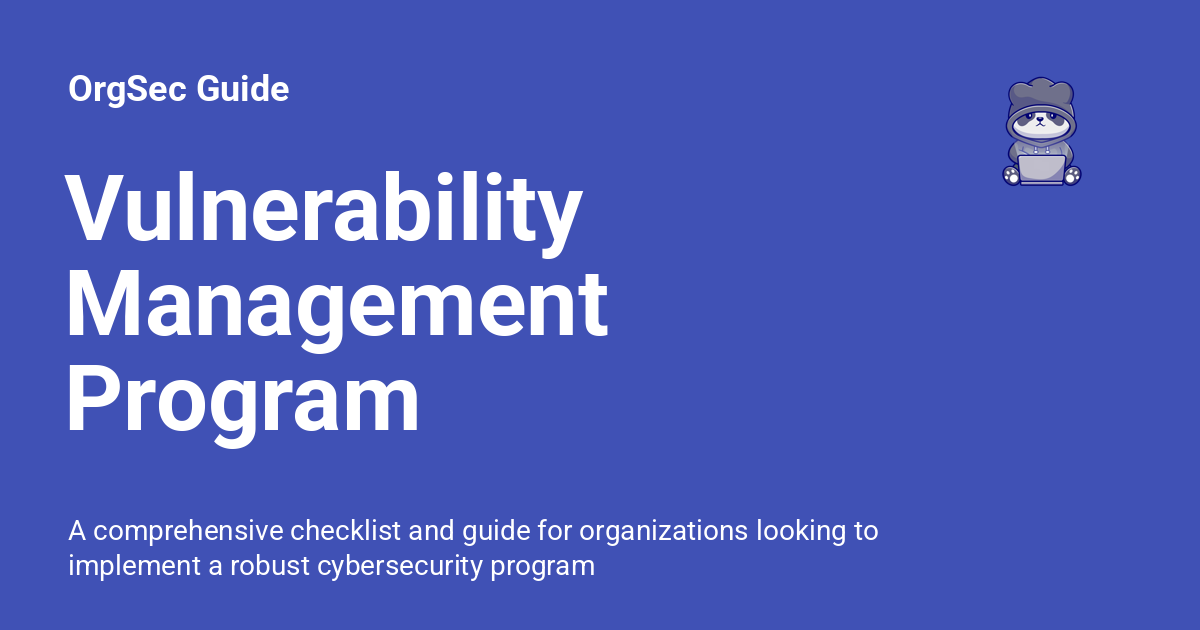 OrgSec Guide
Vulnerability
Management
Program
A comprehensive checklist and guide for organizations looking to
implement a robust cybersecurity program